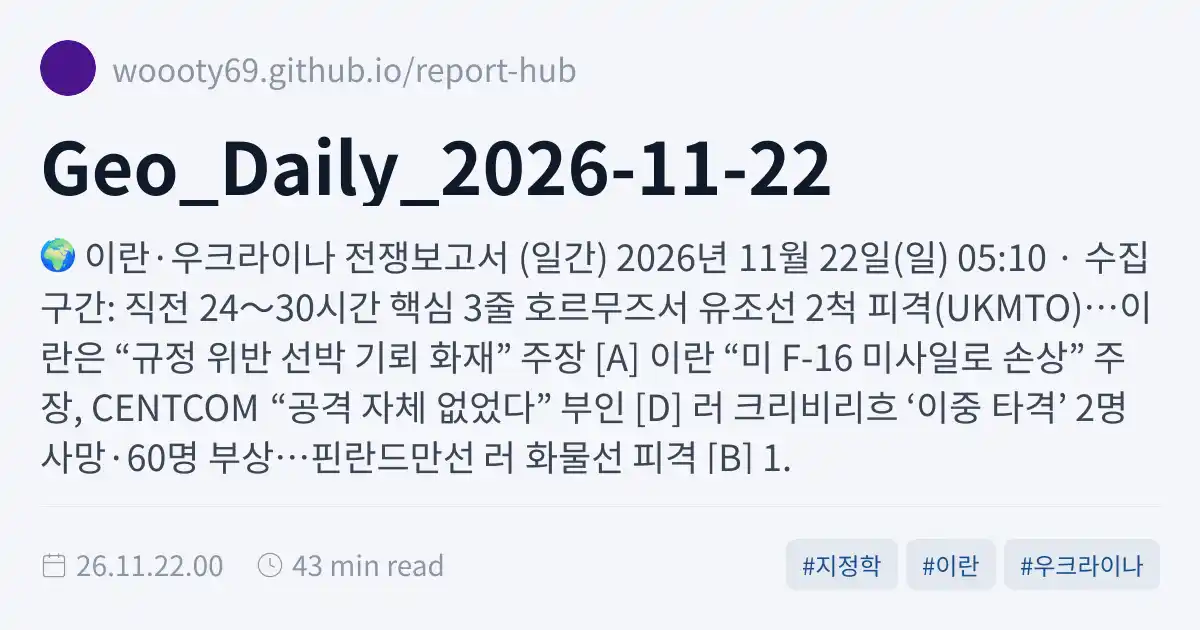 woooty69.github.io/report-hub
Geo_Daily_2026-11-22
🌍 이란·우크라이나 전쟁보고서 (일간) 2026년 11월 22일(일) 05:10 · 수집
구간: 직전 24～30시간 핵심 3줄 호르무즈서 유조선 2척 피격(UKMTO)…이
란은 “규정 위반 선박 기뢰 화재” 주장 [A] 이란 “미 F-16 미사일로 손상” 주
장, CENTCOM “공격 자체 없었다” 부인 [D] 러 크리비리흐 ‘이중 타격’ 2명
사망·60명 부상…핀란드만선 러 화물선 피격 [B] 1.
26.11.22.00
43 min read
#지정학
#이란
#우크라이나